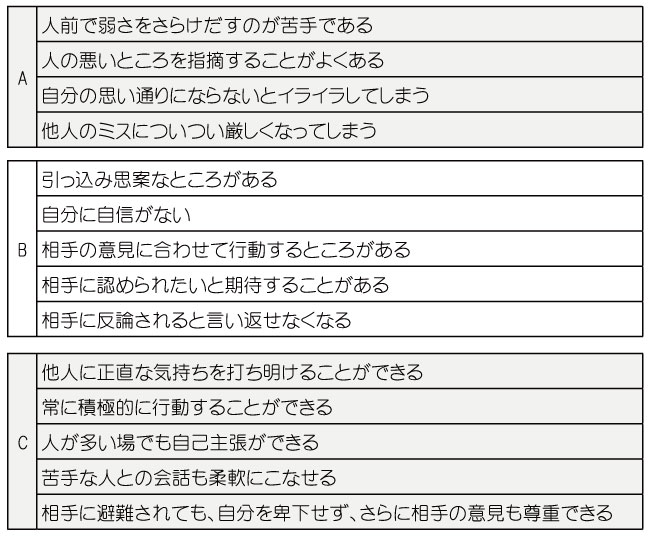 A
人前で弱さをさらけだすのが苦手である
人の悪いところを指摘することがよくある
自分の思い通りにならないとイライラしてしまう
他人のミスについつい厳しくなってしまう
B
引っ込み思案なところがある
自分に自信がない
相手の意見に合わせて行動するところがある
相手に認められたいと期待することがある
相手に反論されると言い返せなくなる
C
他人に正直な気持ちを打ち明けることができる
常に積極的に行動することができる
人が多い場でも自己主張ができる
苦手な人との会話も柔軟にこなせる
相手に避難されても、自分を卑下せず、さらに相手の意見も尊重できる